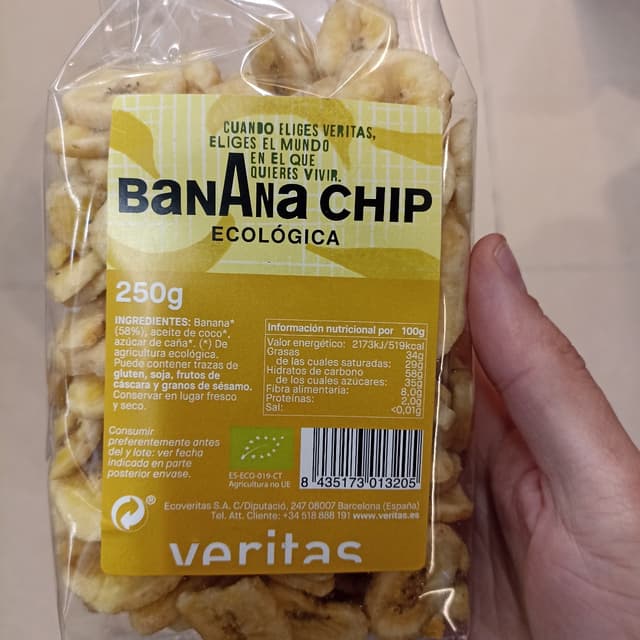 CUANDO ELIGES VERITAS,
ELIGES EL MUNDO
EN EL QUE
QUIERES VIVIR.
BANANA CHIP
ECOLÓGICA
250g
INGREDIENTES: Banana*
(58%), aceite de coco*,
azúcar de caña*. (*) De
agricultura ecológica.
Puede contener trazas de
gluten, soja, frutos de
cáscara y granos de sésamo.
Conservar en lugar fresco
y seco.
Información nutricional por 100g
Valor energético: 2173kJ/519kcal
Grasas 34g
de las cuales saturadas: 29g
Hidratos de carbono 58g
de los cuales azúcares: 35g
Fibra alimentaria: 8,0g
Proteínas: 2,0g
Sal: <0,01g
Consumir
preferentemente antes
del y lote: ver fecha
indicada en parte
posterior envase.
ES-ECO-019-CT
Agricultura no UE
8 435173 013205
Ecoveritas S.A. C/Diputació, 247 08007 Barcelona (España)
Tel. Att. Cliente: +34 518 888 191 www.veritas.es
veritas